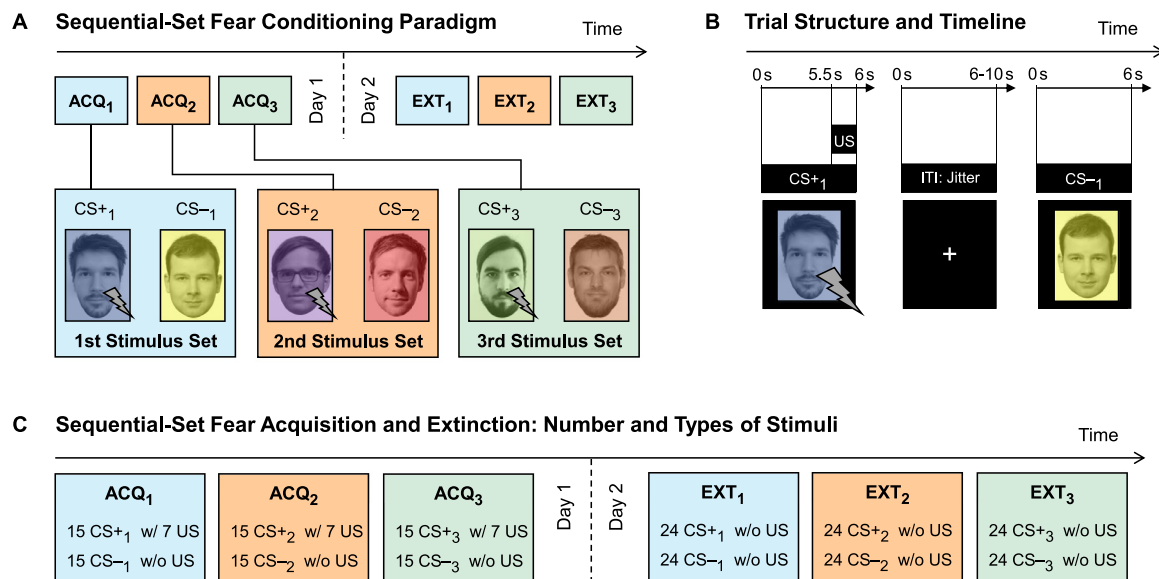 A Sequential-Set Fear Conditioning Paradigm
Time
ACQ1 ACQ2 ACQ3 Day 1 Day 2 EXT1 EXT2 EXT3
CS+1 CS−1 CS+2 CS−2 CS+3 CS−3
1st Stimulus Set 2nd Stimulus Set 3rd Stimulus Set
B Trial Structure and Timeline
Time
0s 5.5s 6s 0s 6-10s 0s 6s
US
CS+1 ITI: Jitter CS−1
+
C Sequential-Set Fear Acquisition and Extinction: Number and Types of Stimuli
Time
ACQ1 ACQ2 ACQ3 Day 1 Day 2 EXT1 EXT2 EXT3
15 CS+1 w/ 7 US 15 CS+2 w/ 7 US 15 CS+3 w/ 7 US 24 CS+1 w/o US 24 CS+2 w/o US 24 CS+3 w/o US
15 CS−1 w/o US 15 CS−2 w/o US 15 CS−3 w/o US 24 CS−1 w/o US 24 CS−2 w/o US 24 CS−3 w/o US